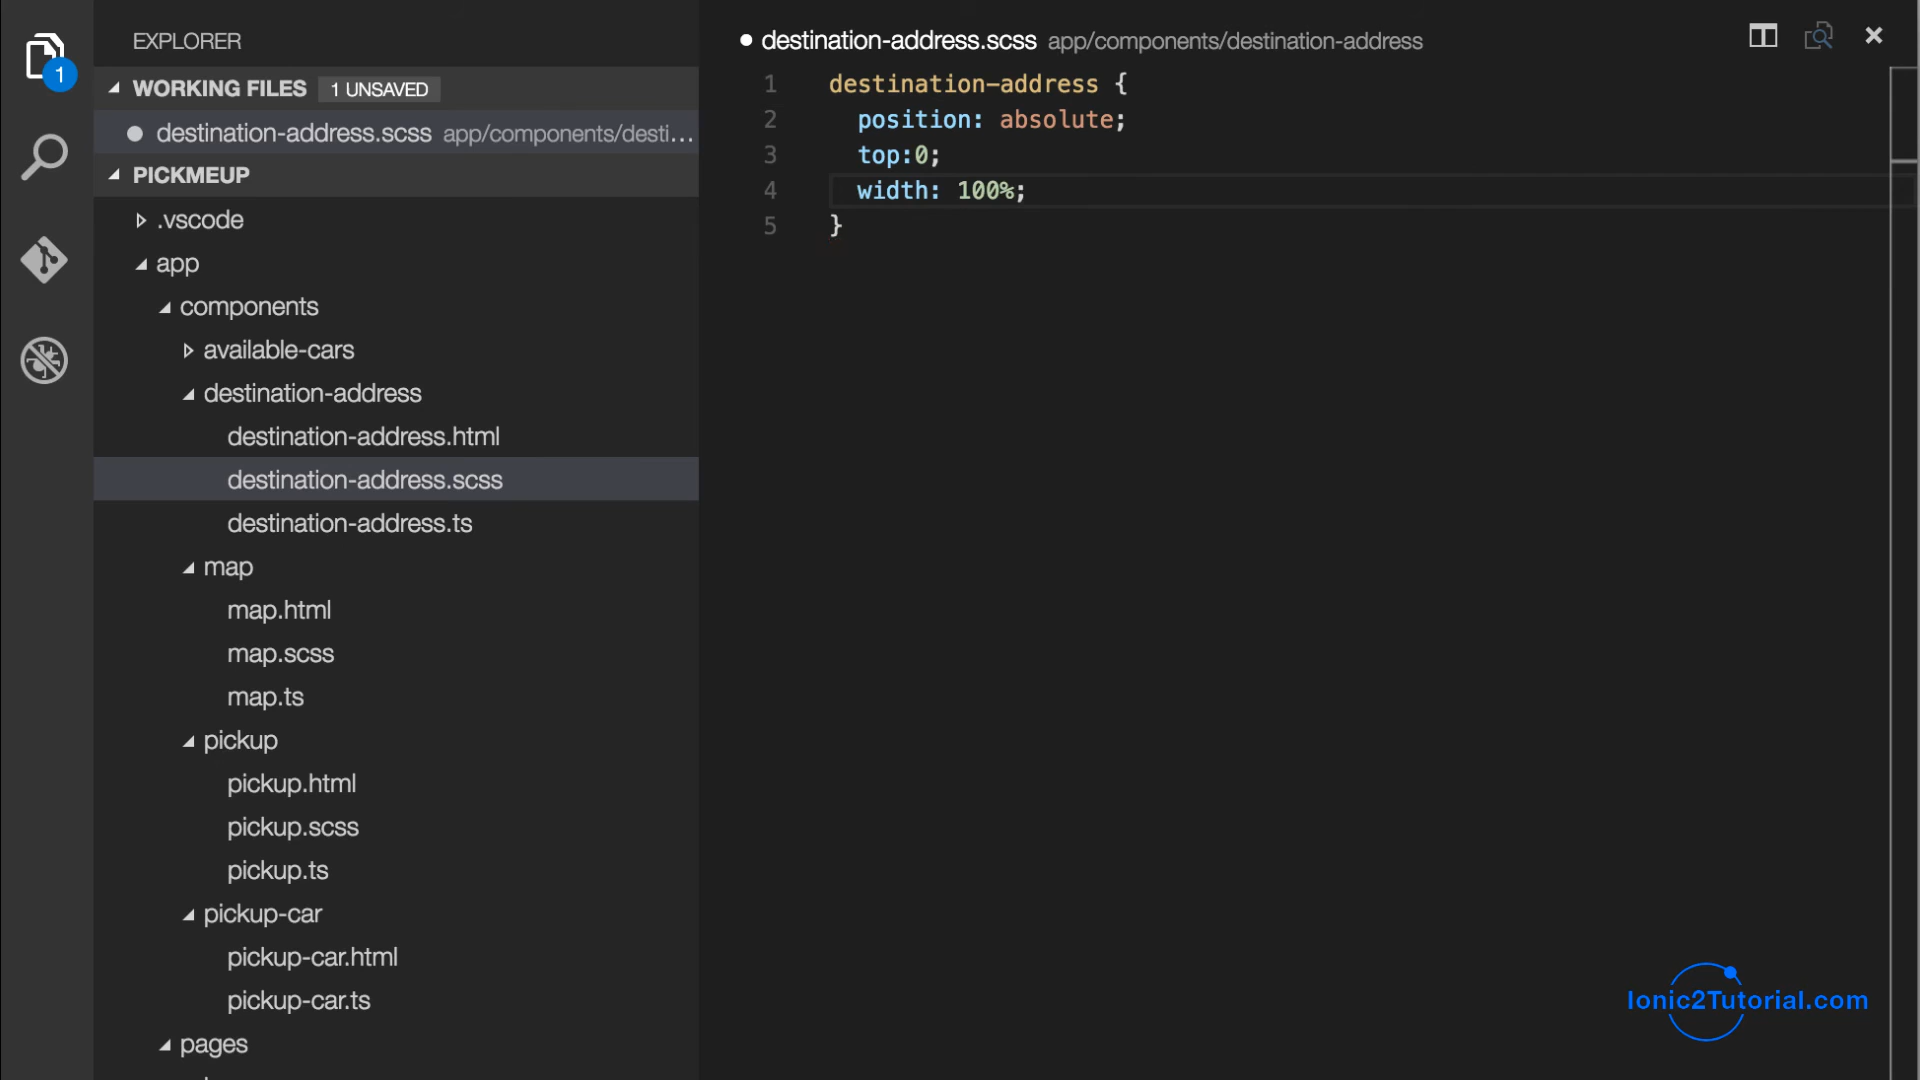 EXPLORER
WORKING FILES 1 UNSAVED
destination-address.scss app/components/desti...
PICKMEUP
.vscode
app
components
available-cars
destination-address
destination-address.html
destination-address.scss
destination-address.ts
map
map.html
map.scss
map.ts
pickup
pickup.html
pickup.scss
pickup.ts
pickup-car
pickup-car.html
pickup-car.ts
pages
1
destination-address.scss app/components/destination-address
1 destination-address {
2 position: absolute;
3 top:0;
4 width: 100%;
5 }
Ionic2Tutorial.com